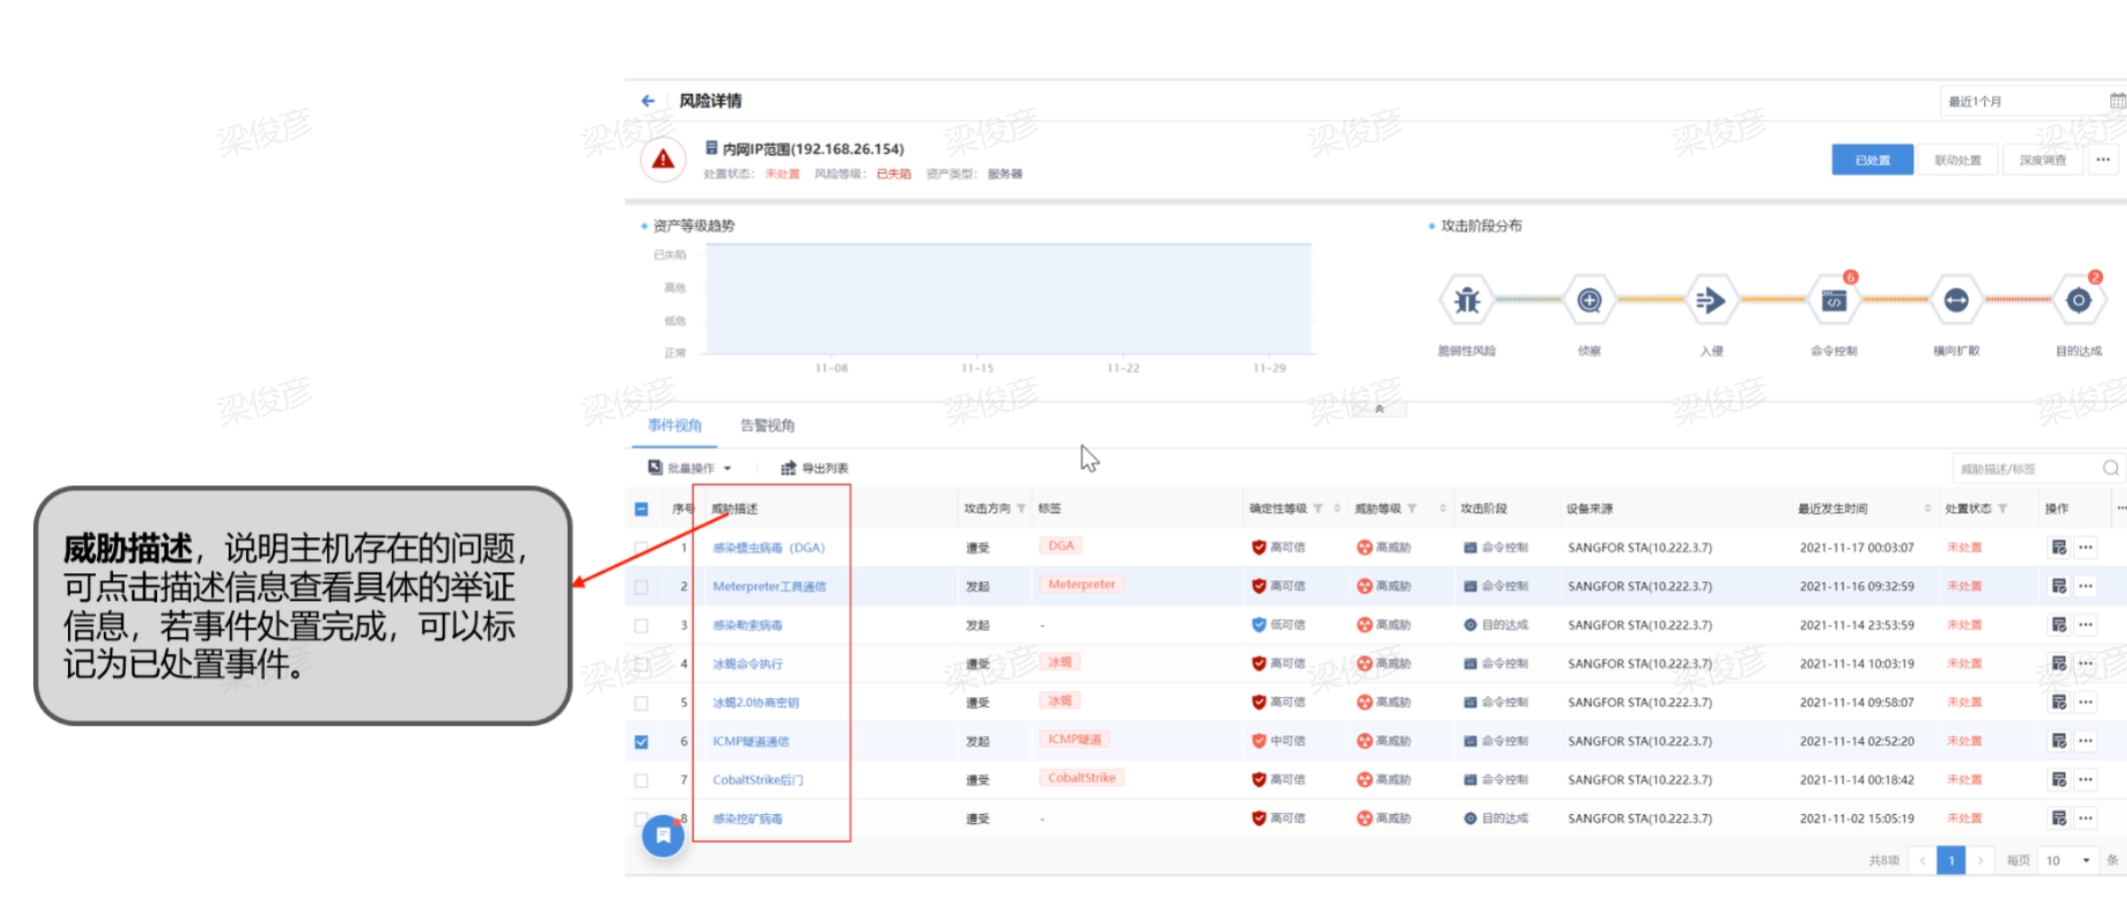 风险详情
最近1个月
内网IP范围(192.168.26.154)
处置状态： 未处置 风险等级： 已失陷 资产类型： 服务器
已处置 联动处置 深度调查 ···
资产等级趋势
已失陷
高危
低危
正常
11-08 11-15 11-22 11-29
攻击阶段分布
6 2
脆弱性风险 侦察 入侵 命令控制 横向扩散 目的达成
事件视角 告警视角
批量操作 导出列表
威胁描述/标签
序号 威胁描述 攻击方向 标签 确定性等级 威胁等级 攻击阶段 设备来源 最近发生时间 处置状态 操作
1 感染蠕虫病毒（DGA） 遭受 DGA 高可信 高威胁 命令控制 SANGFOR STA(10.222.3.7) 2021-11-17 00:03:07 未处置
2 Meterpreter工具通信 发起 Meterpreter 高可信 高威胁 命令控制 SANGFOR STA(10.222.3.7) 2021-11-16 09:32:59 未处置
3 感染勒索病毒 发起 - 低可信 高威胁 目的达成 SANGFOR STA(10.222.3.7) 2021-11-14 23:53:59 未处置
4 冰蝎命令执行 遭受 冰蝎 高可信 高威胁 命令控制 SANGFOR STA(10.222.3.7) 2021-11-14 10:03:19 未处置
5 冰蝎2.0协商密钥 遭受 冰蝎 高可信 高威胁 命令控制 SANGFOR STA(10.222.3.7) 2021-11-14 09:58:07 未处置
6 ICMP隧道通信 发起 ICMP隧道 中可信 高威胁 命令控制 SANGFOR STA(10.222.3.7) 2021-11-14 02:52:20 未处置
7 CobaltStrike后门 遭受 CobaltStrike 高可信 高威胁 命令控制 SANGFOR STA(10.222.3.7) 2021-11-14 00:18:42 未处置
8 感染挖矿病毒 遭受 - 高可信 高威胁 目的达成 SANGFOR STA(10.222.3.7) 2021-11-02 15:05:19 未处置
共8项 < 1 > 每页 10 条
威胁描述，说明主机存在的问题，
可点击描述信息查看具体的举证
信息，若事件处置完成，可以标
记为已处置事件。
梁俊彦